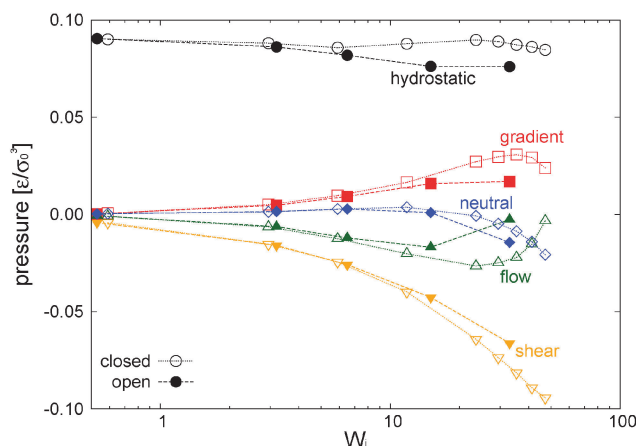 0.10
0.05
0.00
-0.05
-0.10
pressure [ε/σ₀³]
hydrostatic
gradient
neutral
flow
shear
closed
open
1
10
100
Wᵢ